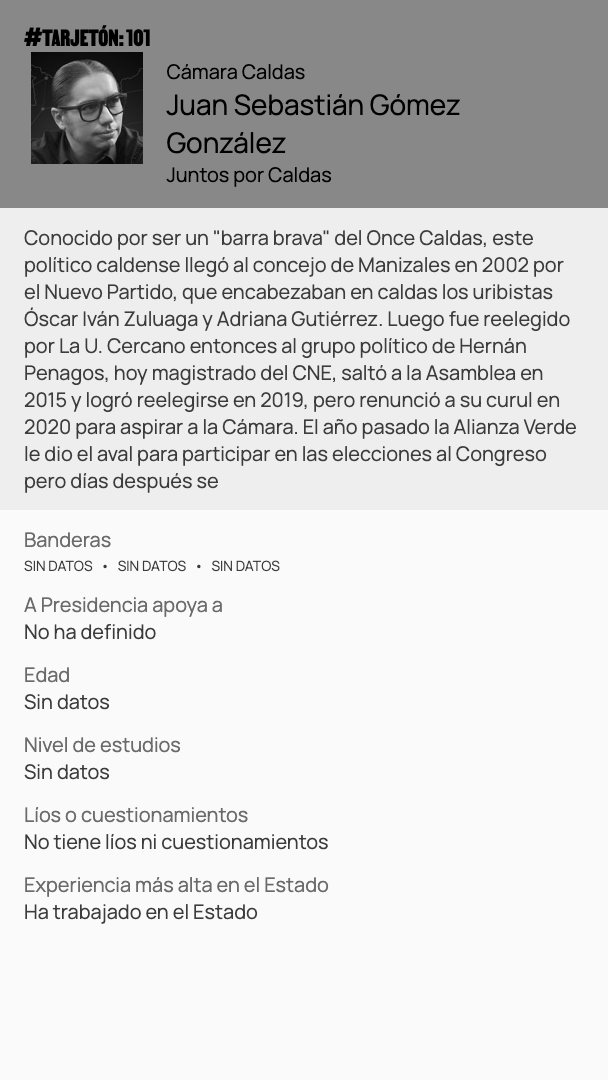 #TARJETÓN: 101
Cámara Caldas
Juan Sebastián Gómez
González
Juntos por Caldas
Conocido por ser un "barra brava" del Once Caldas, este
político caldense llegó al concejo de Manizales en 2002 por
el Nuevo Partido, que encabezaban en caldas los uribistas
Óscar Iván Zuluaga y Adriana Gutiérrez. Luego fue reelegido
por La U. Cercano entonces al grupo político de Hernán
Penagos, hoy magistrado del CNE, saltó a la Asamblea en
2015 y logró reelegirse en 2019, pero renunció a su curul en
2020 para aspirar a la Cámara. El año pasado la Alianza Verde
le dio el aval para participar en las elecciones al Congreso
pero días después se
Banderas
SIN DATOS • SIN DATOS • SIN DATOS
A Presidencia apoya a
No ha definido
Edad
Sin datos
Nivel de estudios
Sin datos
Líos o cuestionamientos
No tiene líos ni cuestionamientos
Experiencia más alta en el Estado
Ha trabajado en el Estado